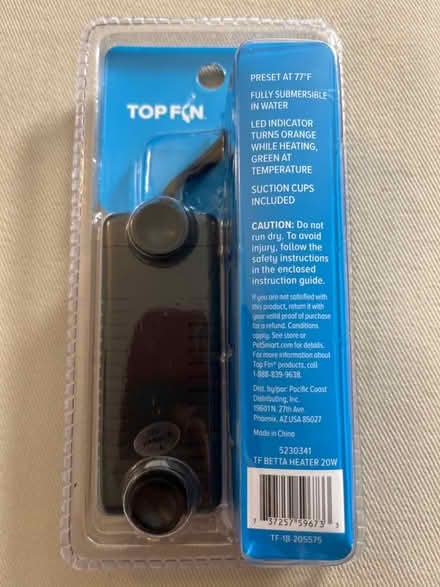 TOP FIN
PRESET AT 77°F
FULLY SUBMERSIBLE
IN WATER
LED INDICATOR
TURNS ORANGE
WHILE HEATING,
GREEN AT
TEMPERATURE
SUCTION CUPS
INCLUDED
CAUTION: Do not
run dry. To avoid
injury, follow the
safety instructions
in the enclosed
instruction guide.
If you are not satisfied with
this product, return it with
your valid proof of purchase
for a refund. Conditions
apply. See store or
PetSmart.com for details.
For more information about
Top Fin® products, call
1-888-839-9638.
Dist. by/par: Pacific Coast
Distributing, Inc.
19601 N. 27th Ave
Phoenix, AZ USA 85027
Made in China
5230341
TF BETTA HEATER 20W
7 37257 59673 3
TF-18-205575